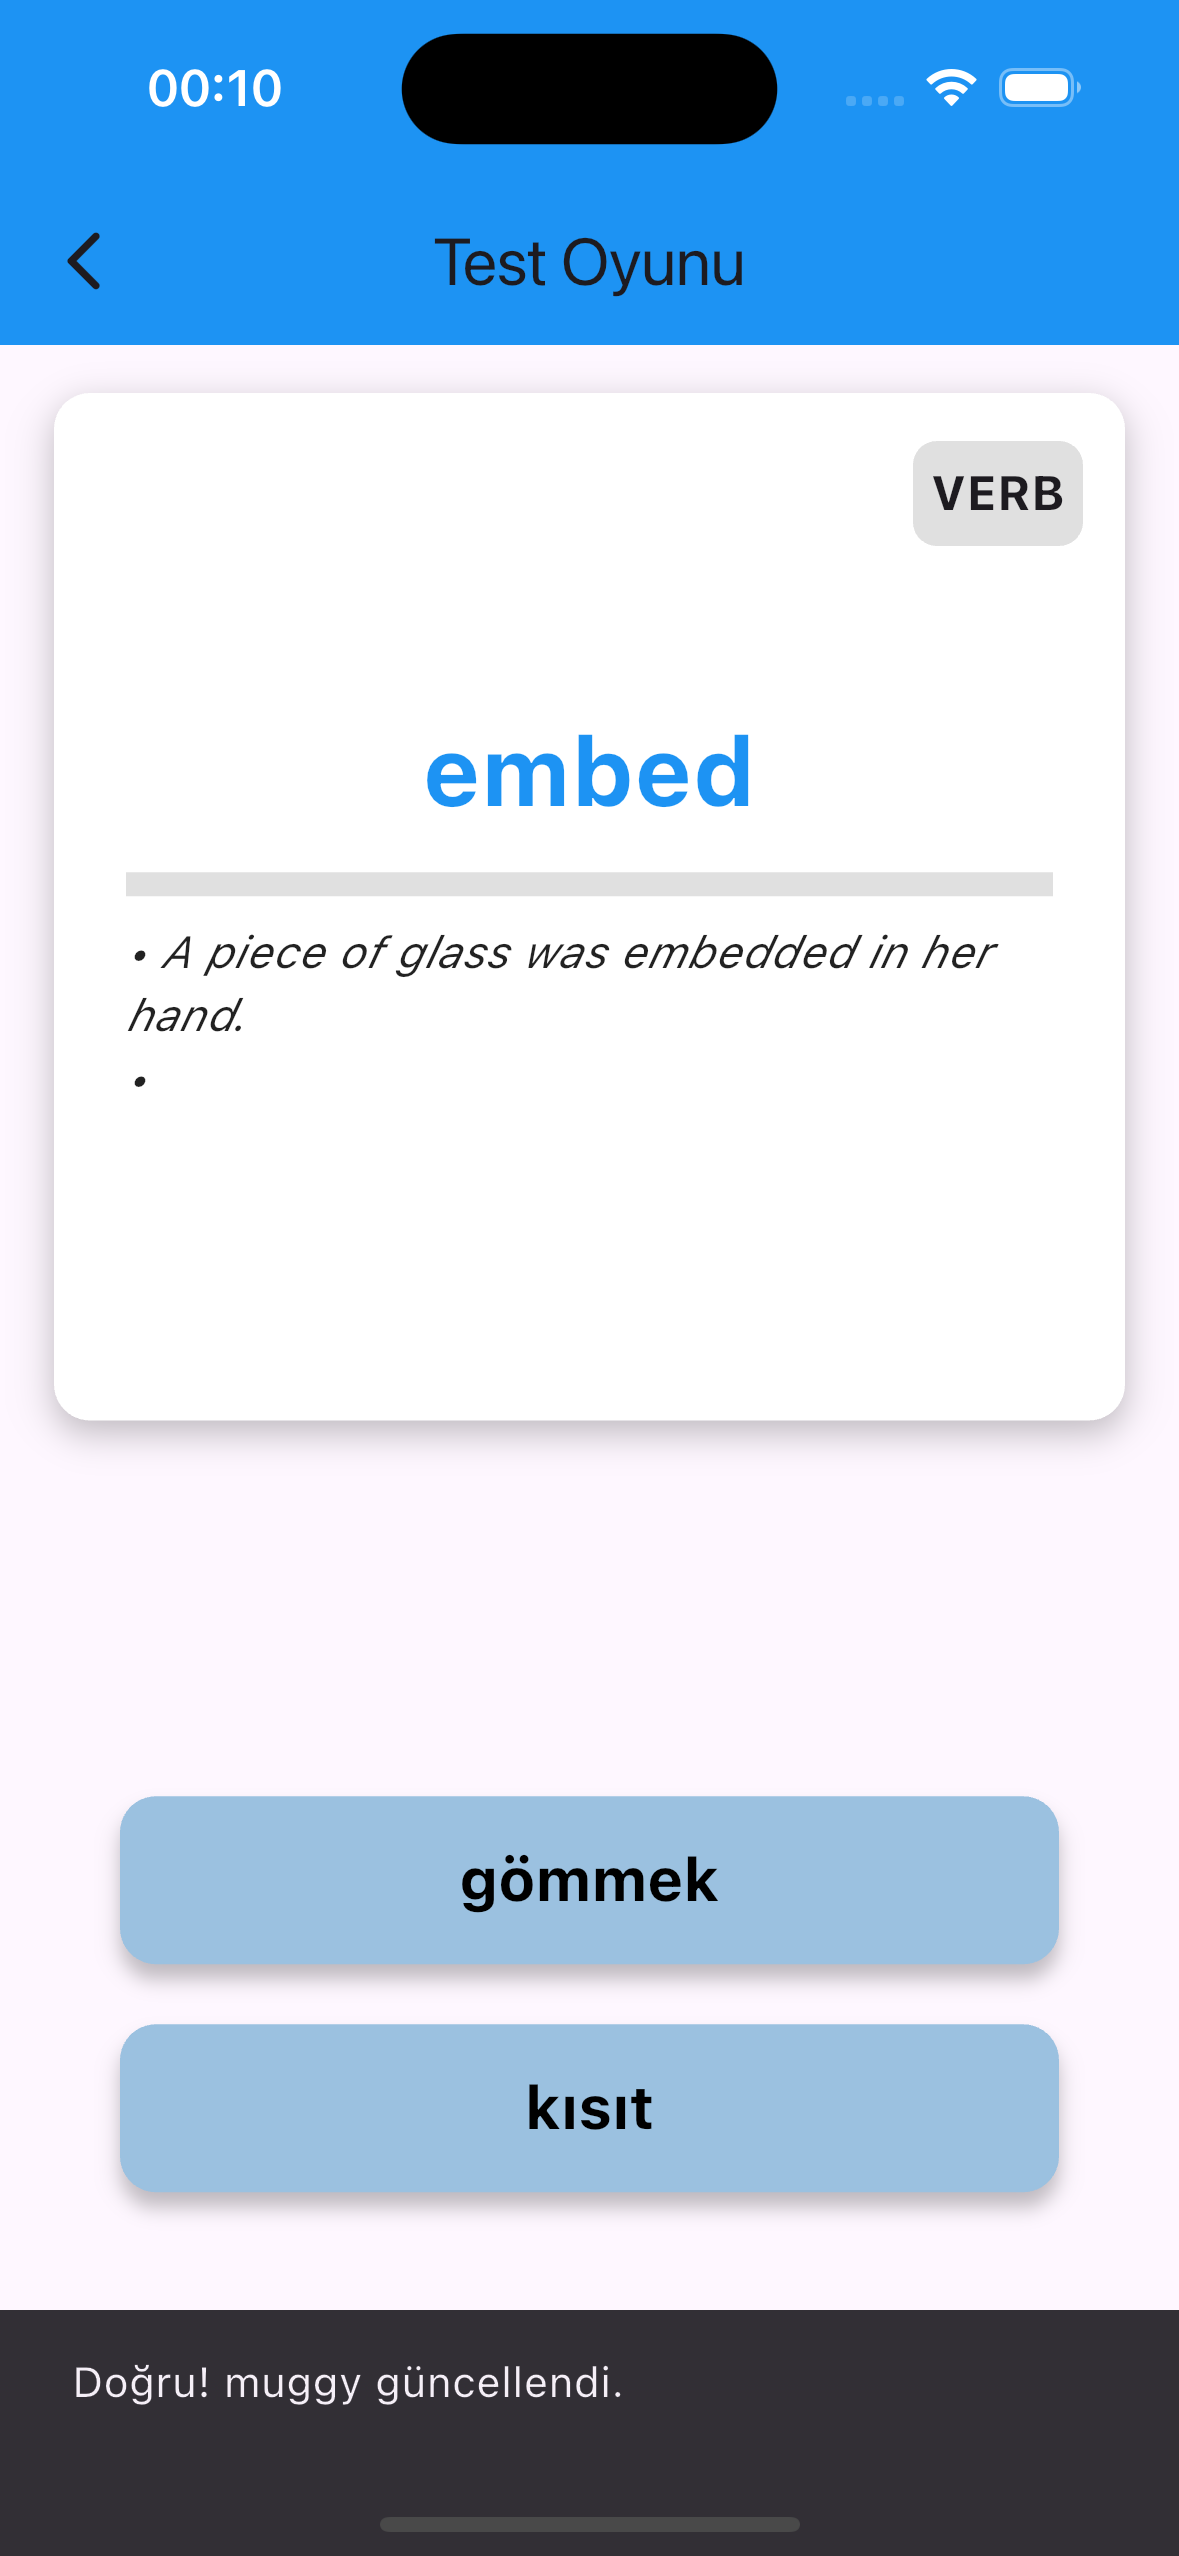 00:10
Test Oyunu
VERB
embed
• A piece of glass was embedded in her
hand.
•
gömmek
kısıt
Doğru! muggy güncellendi.